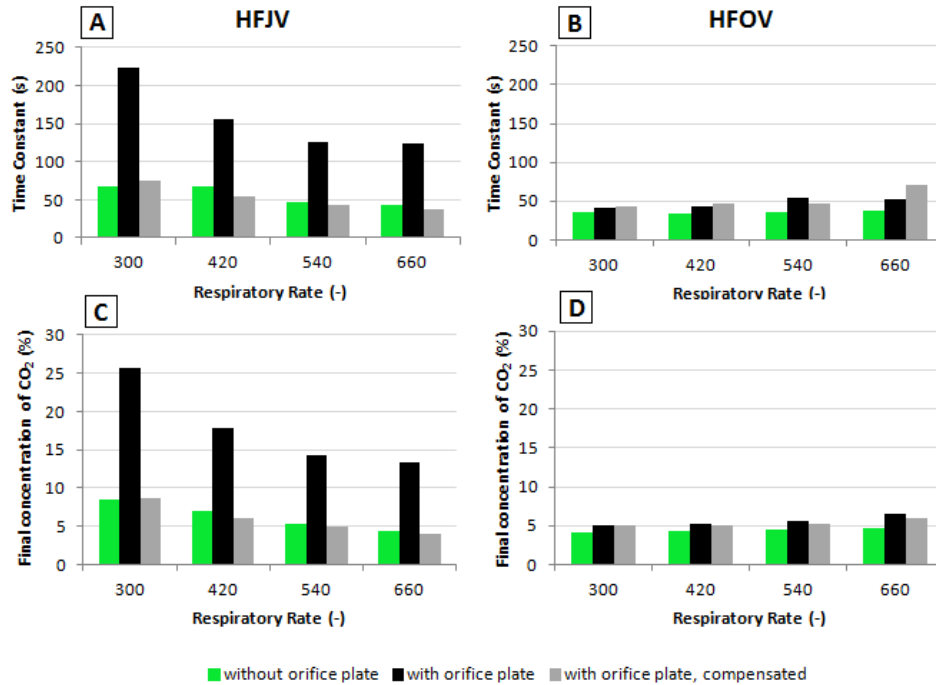 HFJV
HFOV
A
Time Constant (s)
250
200
150
100
50
0
300 420 540 660
Respiratory Rate (-)
B
Time Constant (s)
250
200
150
100
50
0
300 420 540 660
Respiratory Rate (-)
C
Final concentration of CO₂ (%)
30
25
20
15
10
5
0
300 420 540 660
Respiratory Rate (-)
D
Final concentration of CO₂ (%)
30
25
20
15
10
5
0
300 420 540 660
Respiratory Rate (-)
without orifice plate with orifice plate with orifice plate, compensated